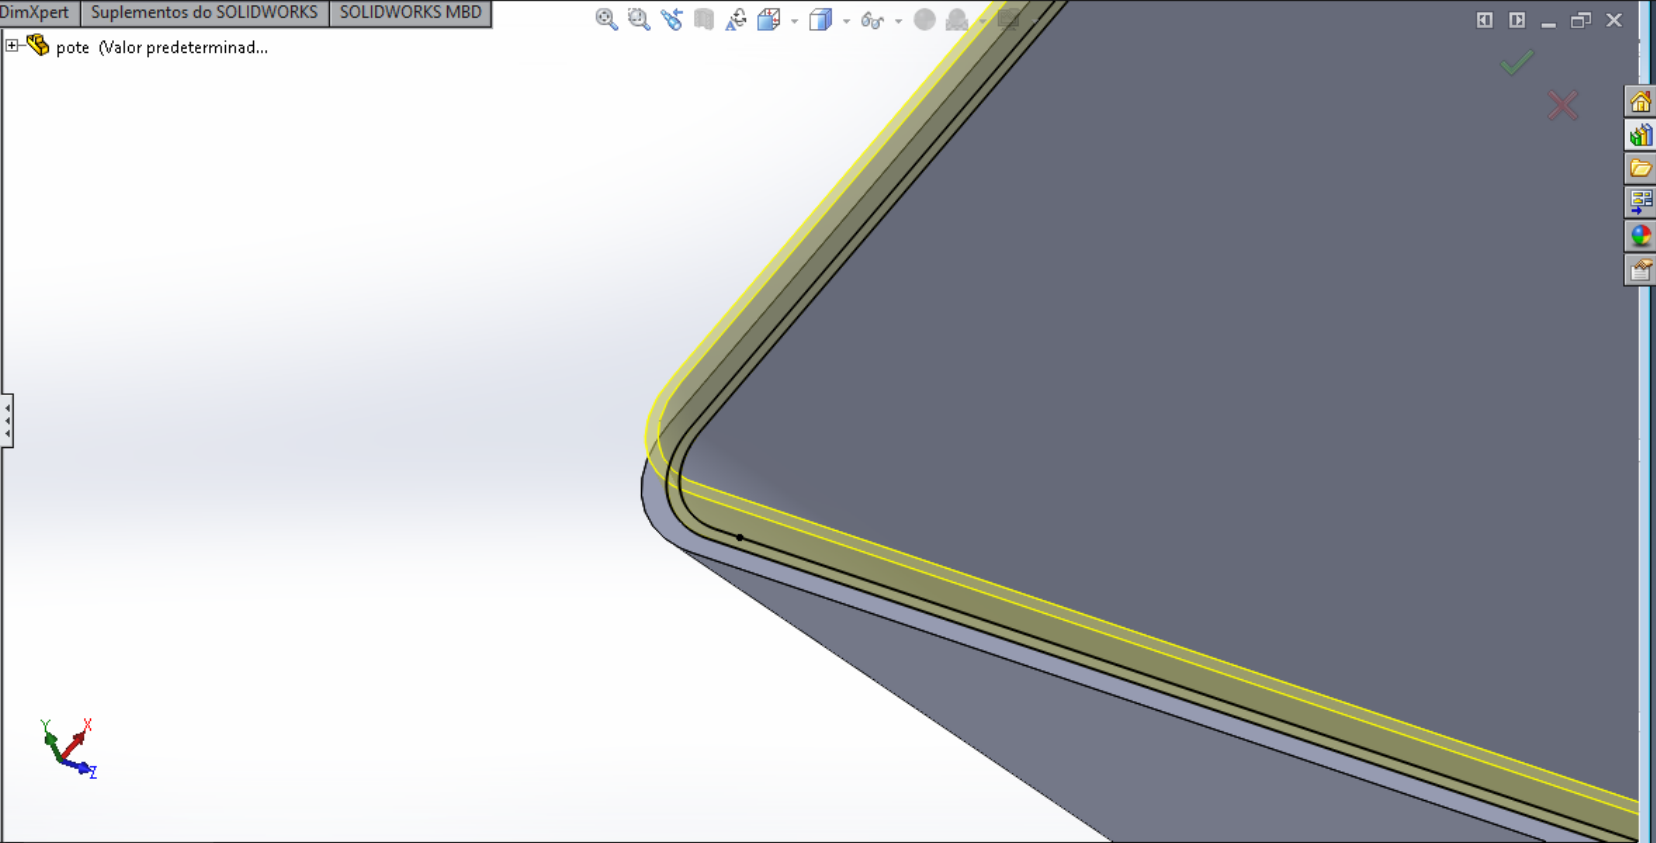 DimXpert
Suplementos do SOLIDWORKS
SOLIDWORKS MBD
pote (Valor predeterminad...
Y
X
Z